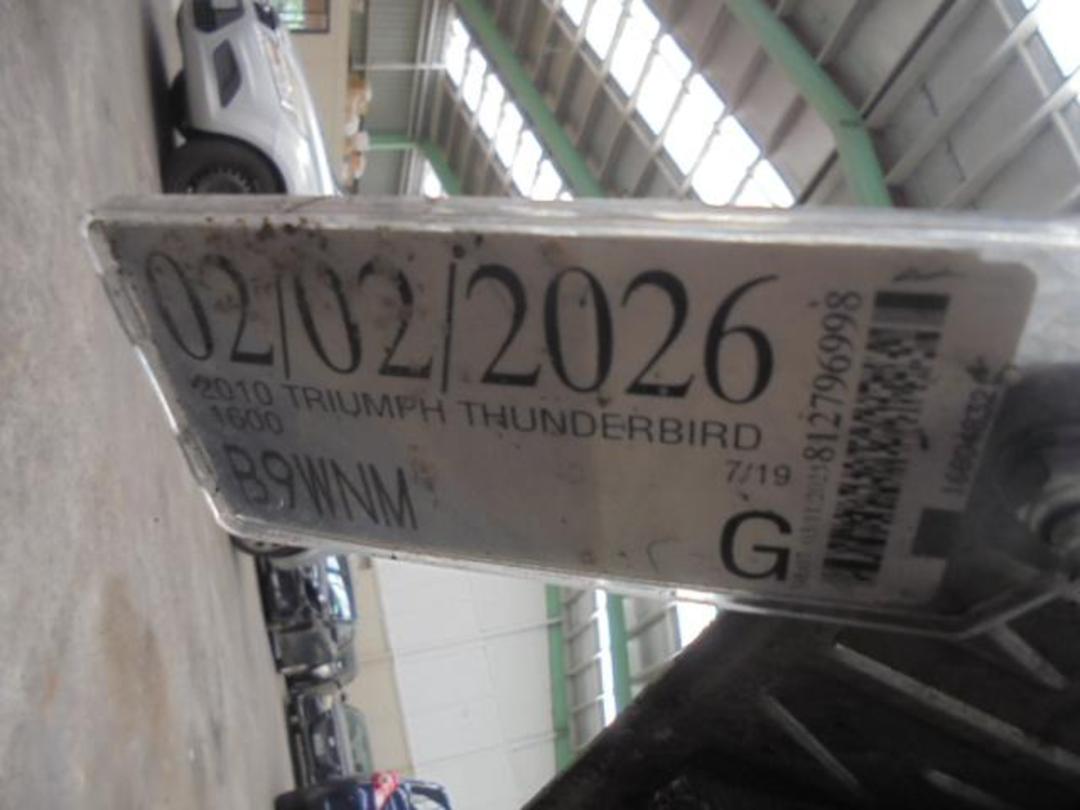 02/02/2026
2010 TRIUMPH THUNDERBIRD
1600
7/19
B9WNM
G
812796998